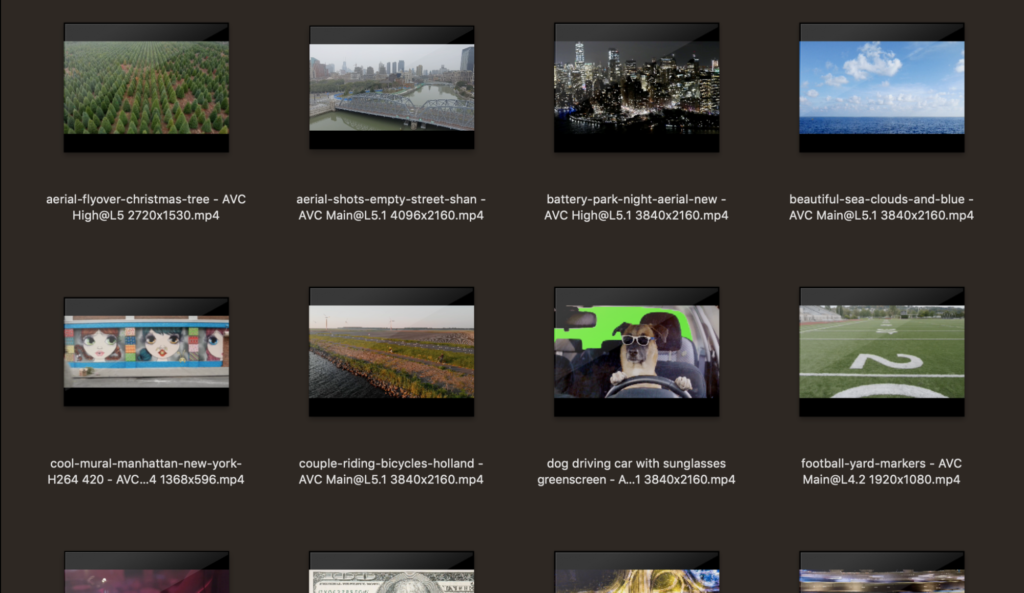 aerial-flyover-christmas-tree - AVC
High@L5 2720x1530.mp4
aerial-shots-empty-street-shan -
AVC Main@L5.1 4096x2160.mp4
battery-park-night-aerial-new -
AVC High@L5.1 3840x2160.mp4
beautiful-sea-clouds-and-blue -
AVC Main@L5.1 3840x2160.mp4
2
cool-mural-manhattan-new-york-
H264 420 - AVC...4 1368x596.mp4
couple-riding-bicycles-holland -
AVC Main@L5.1 3840x2160.mp4
dog driving car with sunglasses
greenscreen - A...1 3840x2160.mp4
football-yard-markers - AVC
Main@L4.2 1920x1080.mp4